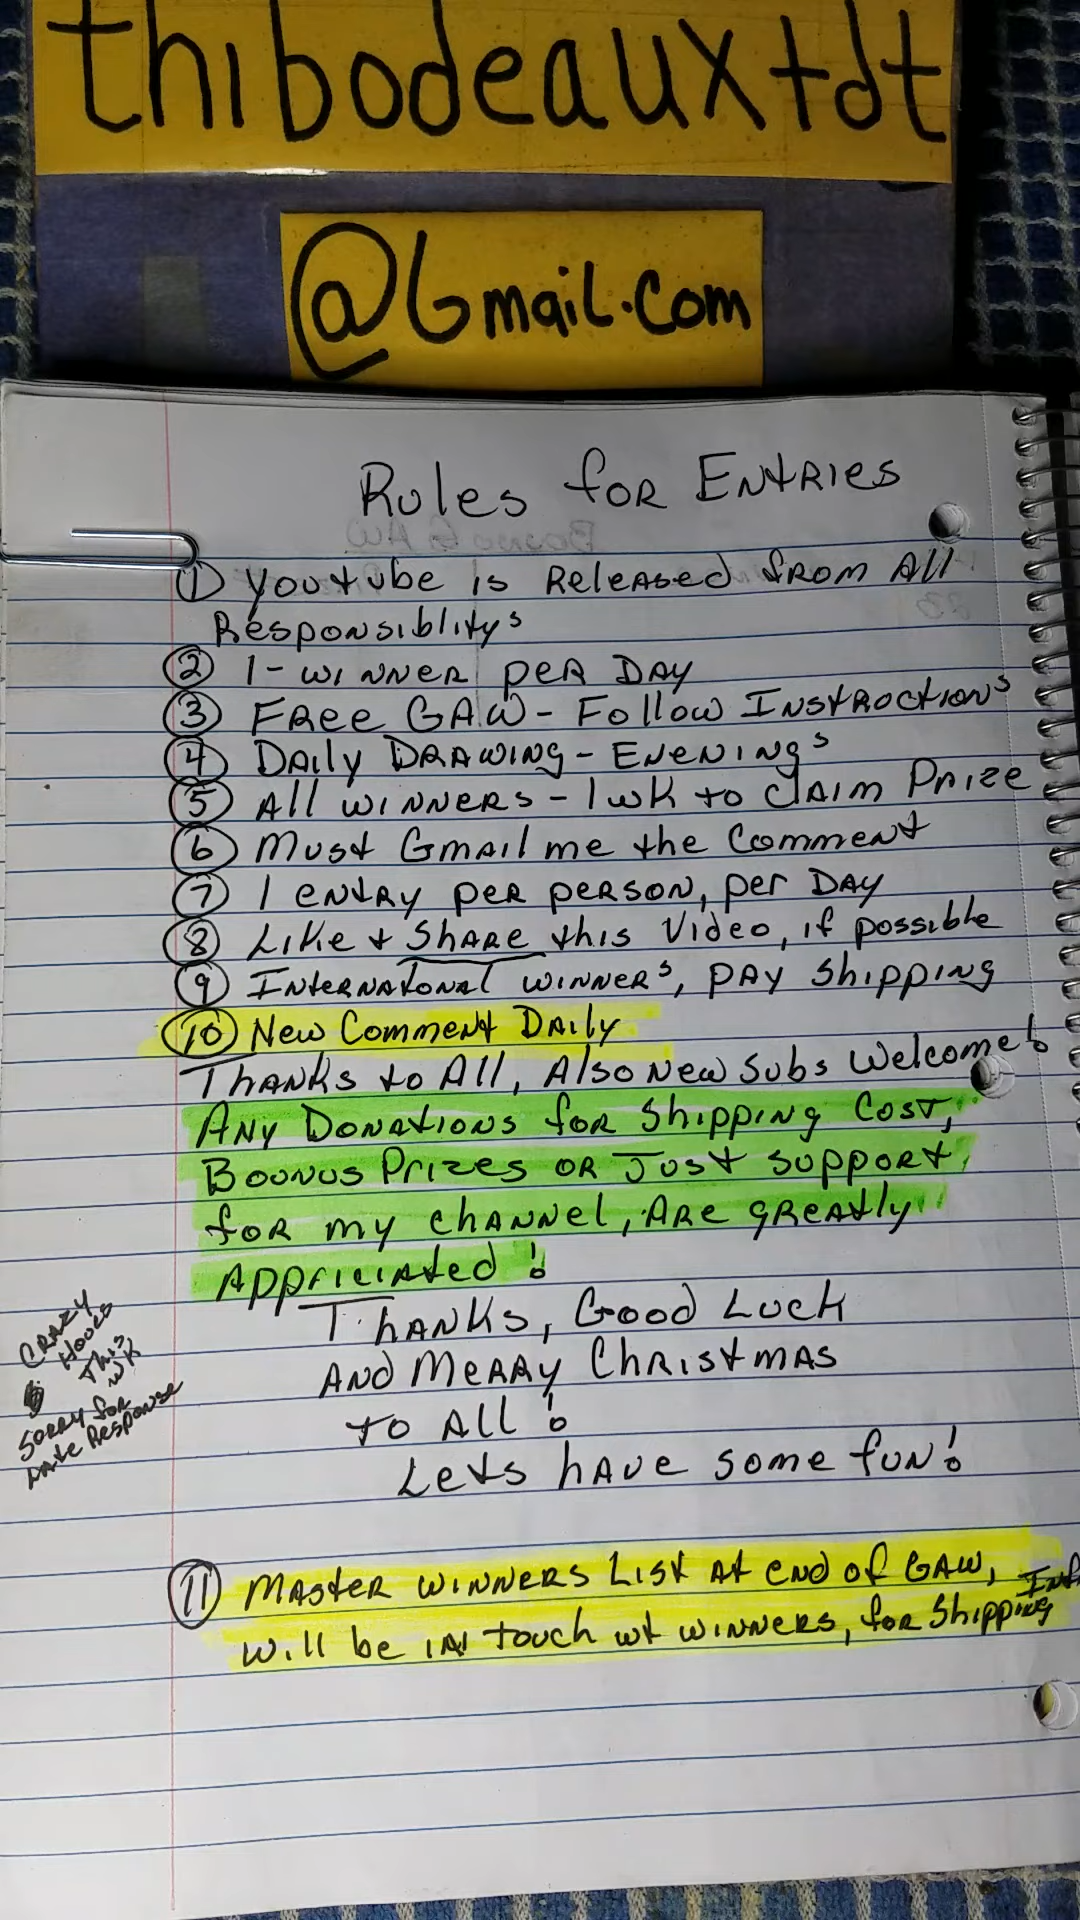 thibodeauxtdt
@Gmail.com
Rules for Entries
① Youtube is Released from All
Responsiblitys
② 1-winner per Day
③ Free GAW - Follow Instructions
④ Daily Drawing - Evenings
⑤ All winners - 1 wk to claim Prize
⑥ Must Gmail me the Comment
⑦ 1 entry per person, per Day
⑧ Like + Share this Video, if possible
⑨ Internatonal winners, pay shipping
⑩ New Comment Daily
Thanks to All, Also New Subs Welcome!
Any Donations for Shipping Cost,
Boonus Prizes or Just support
for my channel, Are greatly
Appriciated!
Thanks, Good Luck
And Merry Christmas
to All!
Lets have some fun!
Crazy
Hours
This
wk
Sorry for
Late Response
⑪ Master winners List At end of GAW,
Will be in touch wt winners, for Shipping